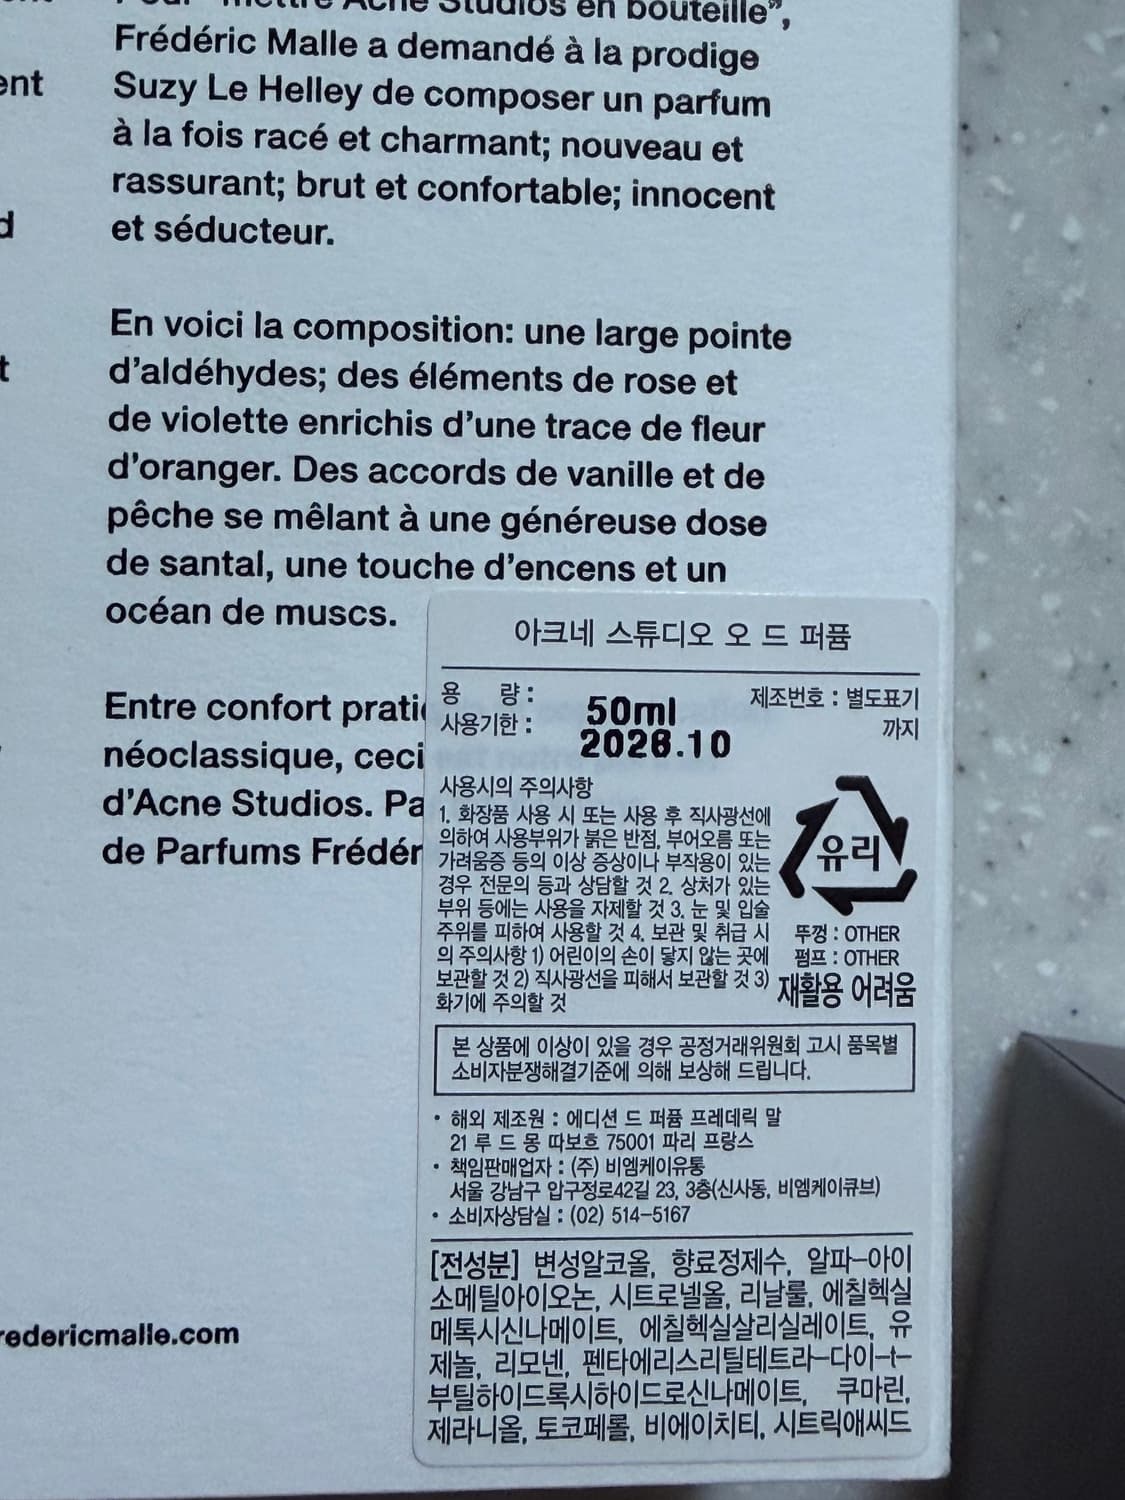 Pour “mettre Acne Studios en bouteille”,
Frédéric Malle a demandé à la prodige
Suzy Le Helley de composer un parfum
à la fois racé et charmant; nouveau et
rassurant; brut et confortable; innocent
et séducteur.
En voici la composition: une large pointe
d’aldéhydes; des éléments de rose et
de violette enrichis d’une trace de fleur
d’oranger. Des accords de vanille et de
pêche se mêlant à une généreuse dose
de santal, une touche d’encens et un
océan de muscs.
Entre confort prati
néoclassique, ceci
d’Acne Studios. Pa
de Parfums Frédér
ent
d
t
redericmalle.com
아크네 스튜디오 오 드 퍼퓸
용 량 : 50ml 제조번호 : 별도표기
사용기한 : 2026.10 까지
사용시의 주의사항
1. 화장품 사용 시 또는 사용 후 직사광선에
의하여 사용부위가 붉은 반점, 부어오름 또는
가려움증 등의 이상 증상이나 부작용이 있는
경우 전문의 등과 상담할 것 2. 상처가 있는
부위 등에는 사용을 자제할 것 3. 눈 및 입술
주위를 피하여 사용할 것 4. 보관 및 취급 시
의 주의사항 1) 어린이의 손이 닿지 않는 곳에
보관할 것 2) 직사광선을 피해서 보관할 것 3)
화기에 주의할 것
유리
뚜껑 : OTHER
펌프 : OTHER
재활용 어려움
본 상품에 이상이 있을 경우 공정거래위원회 고시 품목별
소비자분쟁해결기준에 의해 보상해 드립니다.
• 해외 제조원 : 에디션 드 퍼퓸 프레데릭 말
21 루 드 몽 따보흐 75001 파리 프랑스
• 책임판매업자 : (주) 비엠케이유통
서울 강남구 압구정로42길 23, 3층(신사동, 비엠케이큐브)
• 소비자상담실 : (02) 514-5167
[전성분] 변성알코올, 향료정제수, 알파-아이
소메틸아이오논, 시트로넬올, 리날룰, 에칠헥실
메톡시신나메이트, 에칠헥실살리실레이트, 유
제놀, 리모넨, 펜타에리스리틸테트라-다이-t-
부틸하이드록시하이드로신나메이트, 쿠마린,
제라니올, 토코페롤, 비에이치티, 시트릭애씨드